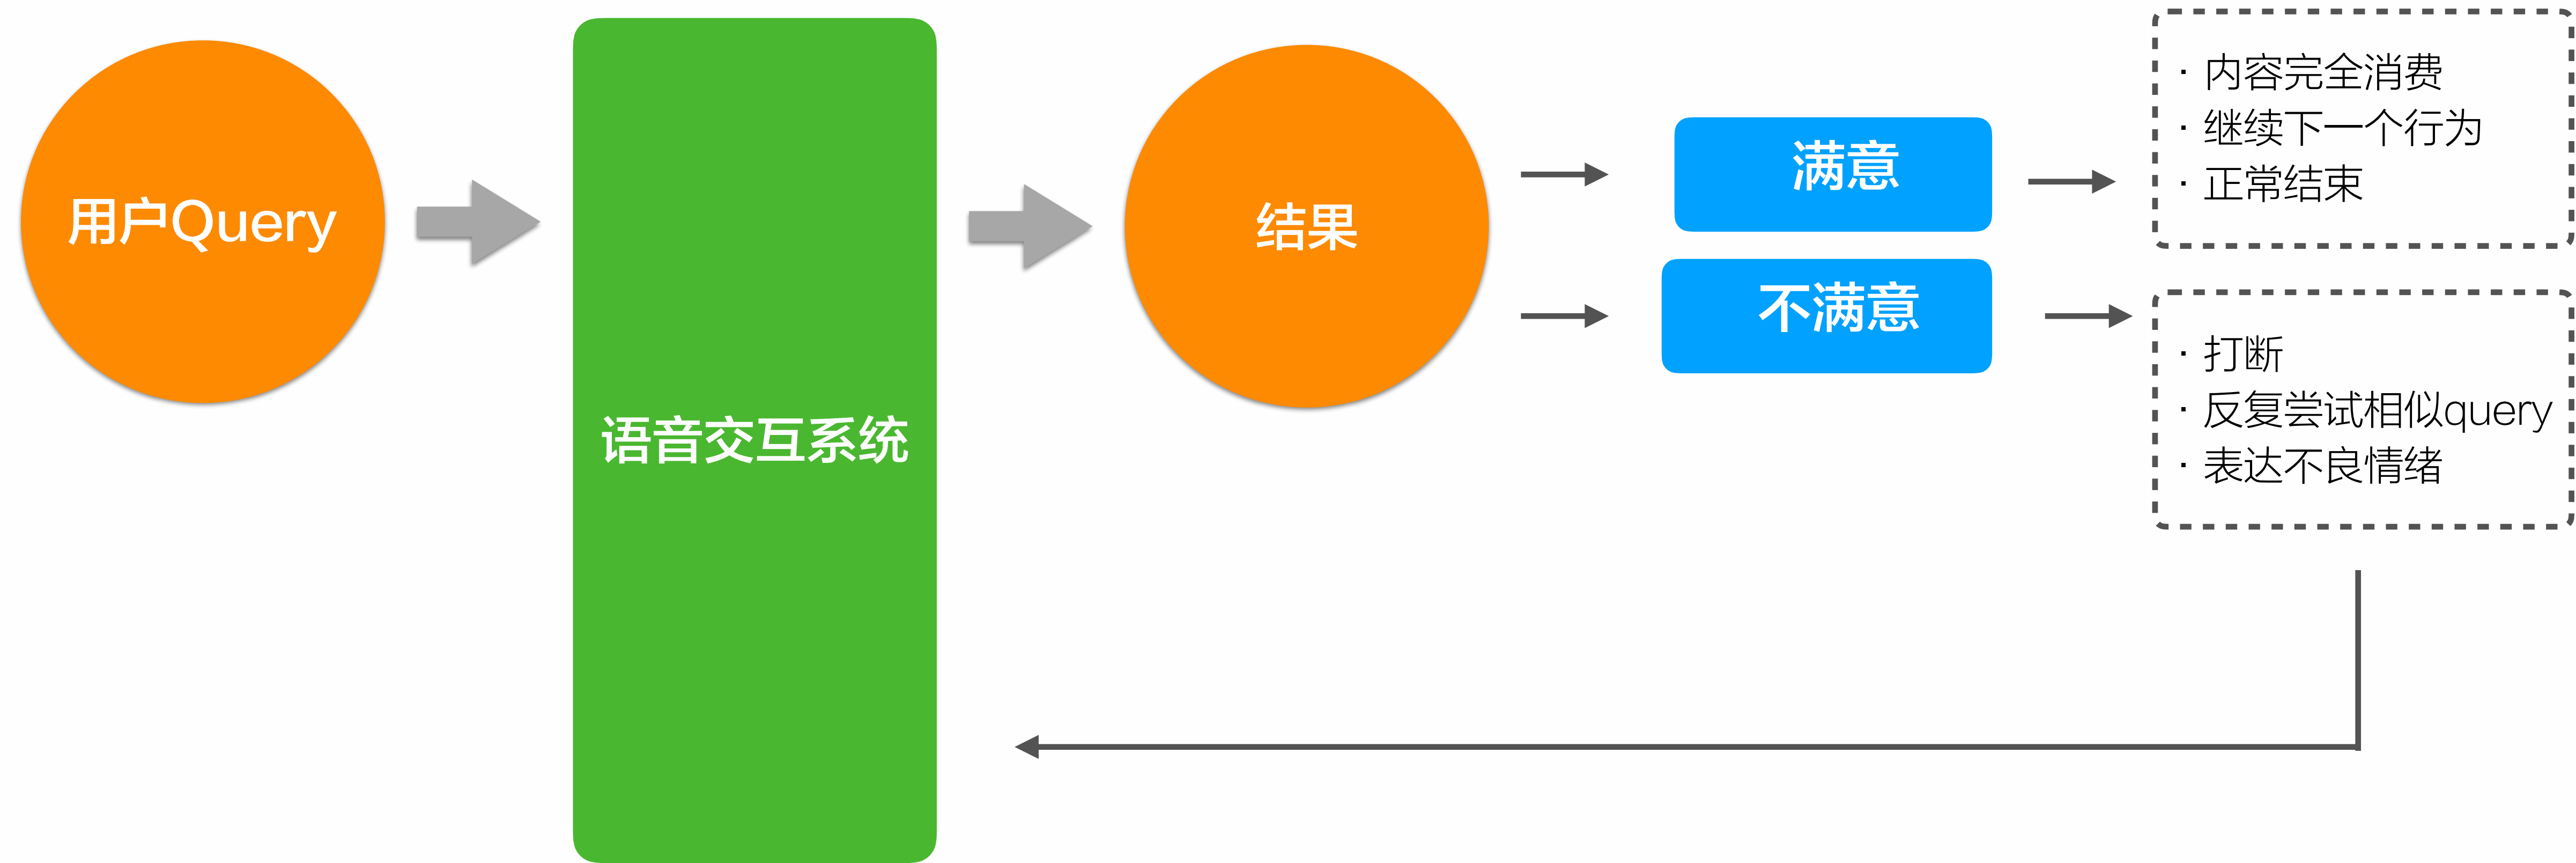 用户Query
语音交互系统
结果
满意
不满意
· 内容完全消费
· 继续下一个行为
· 正常结束
· 打断
· 反复尝试相似query
· 表达不良情绪